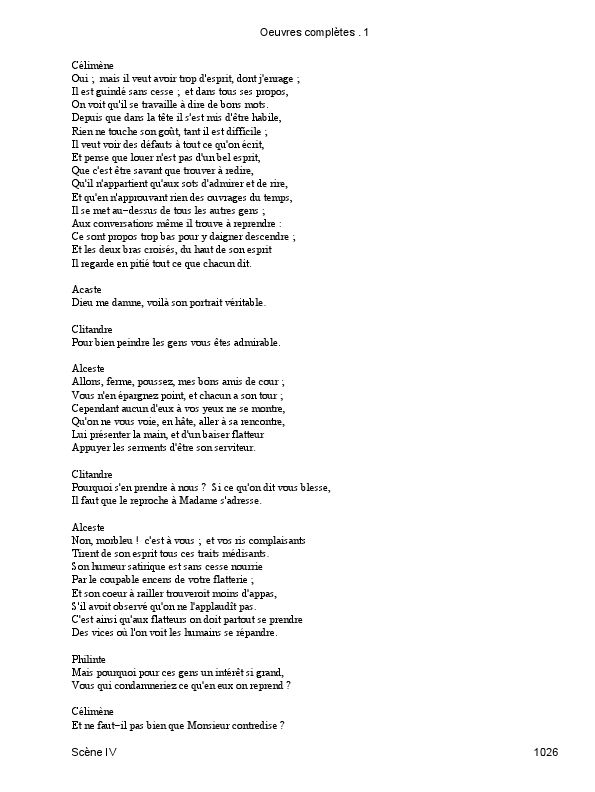 Oeuvres complètes . 1
Célimène
Oui ;  mais il veut avoir trop d'esprit, dont j'enrage ;
Il est guindé sans cesse ;  et dans tous ses propos,
On voit qu'il se travaille à dire de bons mots.
Depuis que dans la tête il s'est mis d'être habile,
Rien ne touche son goût, tant il est difficile ;
Il veut voir des défauts à tout ce qu'on écrit,
Et pense que louer n'est pas d'un bel esprit,
Que c'est être savant que trouver à redire,
Qu'il n'appartient qu'aux sots d'admirer et de rire,
Et qu'en n'approuvant rien des ouvrages du temps,
Il se met au−dessus de tous les autres gens ;
Aux conversations même il trouve à reprendre :
Ce sont propos trop bas pour y daigner descendre ;
Et les deux bras croisés, du haut de son esprit
Il regarde en pitié tout ce que chacun dit.
Acaste
Dieu me damne, voilà son portrait véritable.
Clitandre
Pour bien peindre les gens vous êtes admirable.
Alceste
Allons, ferme, poussez, mes bons amis de cour ;
Vous n'en épargnez point, et chacun a son tour ;
Cependant aucun d'eux à vos yeux ne se montre,
Qu'on ne vous voie, en hâte, aller à sa rencontre,
Lui présenter la main, et d'un baiser flatteur
Appuyer les serments d'être son serviteur.
Clitandre
Pourquoi s'en prendre à nous ?  Si ce qu'on dit vous blesse,
Il faut que le reproche à Madame s'adresse.
Alceste
Non, morbleu !  c'est à vous ;  et vos ris complaisants
Tirent de son esprit tous ces traits médisants.
Son humeur satirique est sans cesse nourrie
Par le coupable encens de votre flatterie ;
Et son coeur à railler trouveroit moins d'appas,
S'il avoit observé qu'on ne l'applaudît pas.
C'est ainsi qu'aux flatteurs on doit partout se prendre
Des vices où l'on voit les humains se répandre.
Philinte
Mais pourquoi pour ces gens un intérêt si grand,
Vous qui condamneriez ce qu'en eux on reprend ?
Célimène
Et ne faut−il pas bien que Monsieur contredise ?
Scène IV 1026